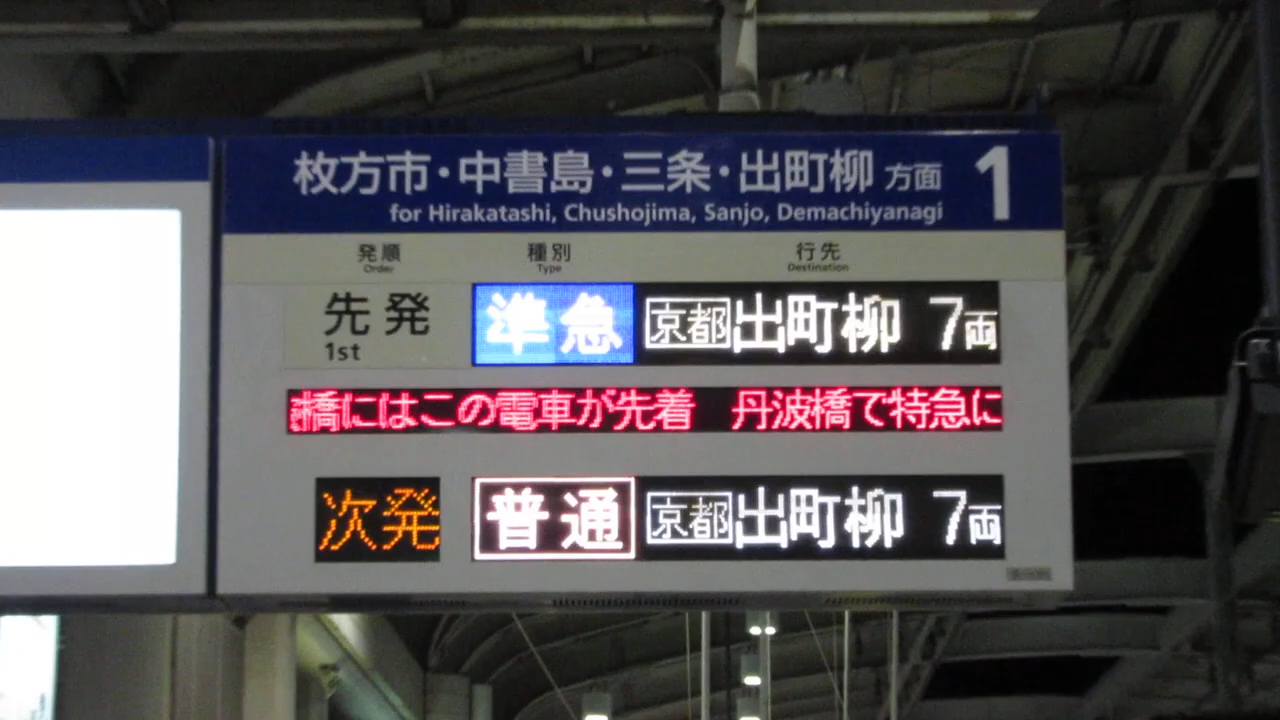 枚方市・中書島・三条・出町柳 方面 1
for Hirakatashi, Chushojima, Sanjo, Demachiyanagi
発順 種別 行先
Order Type Destination
先発 準急 京都 出町柳 7両
1st
橋にはこの電車が先着 丹波橋で特急に
次発 普通 京都 出町柳 7両